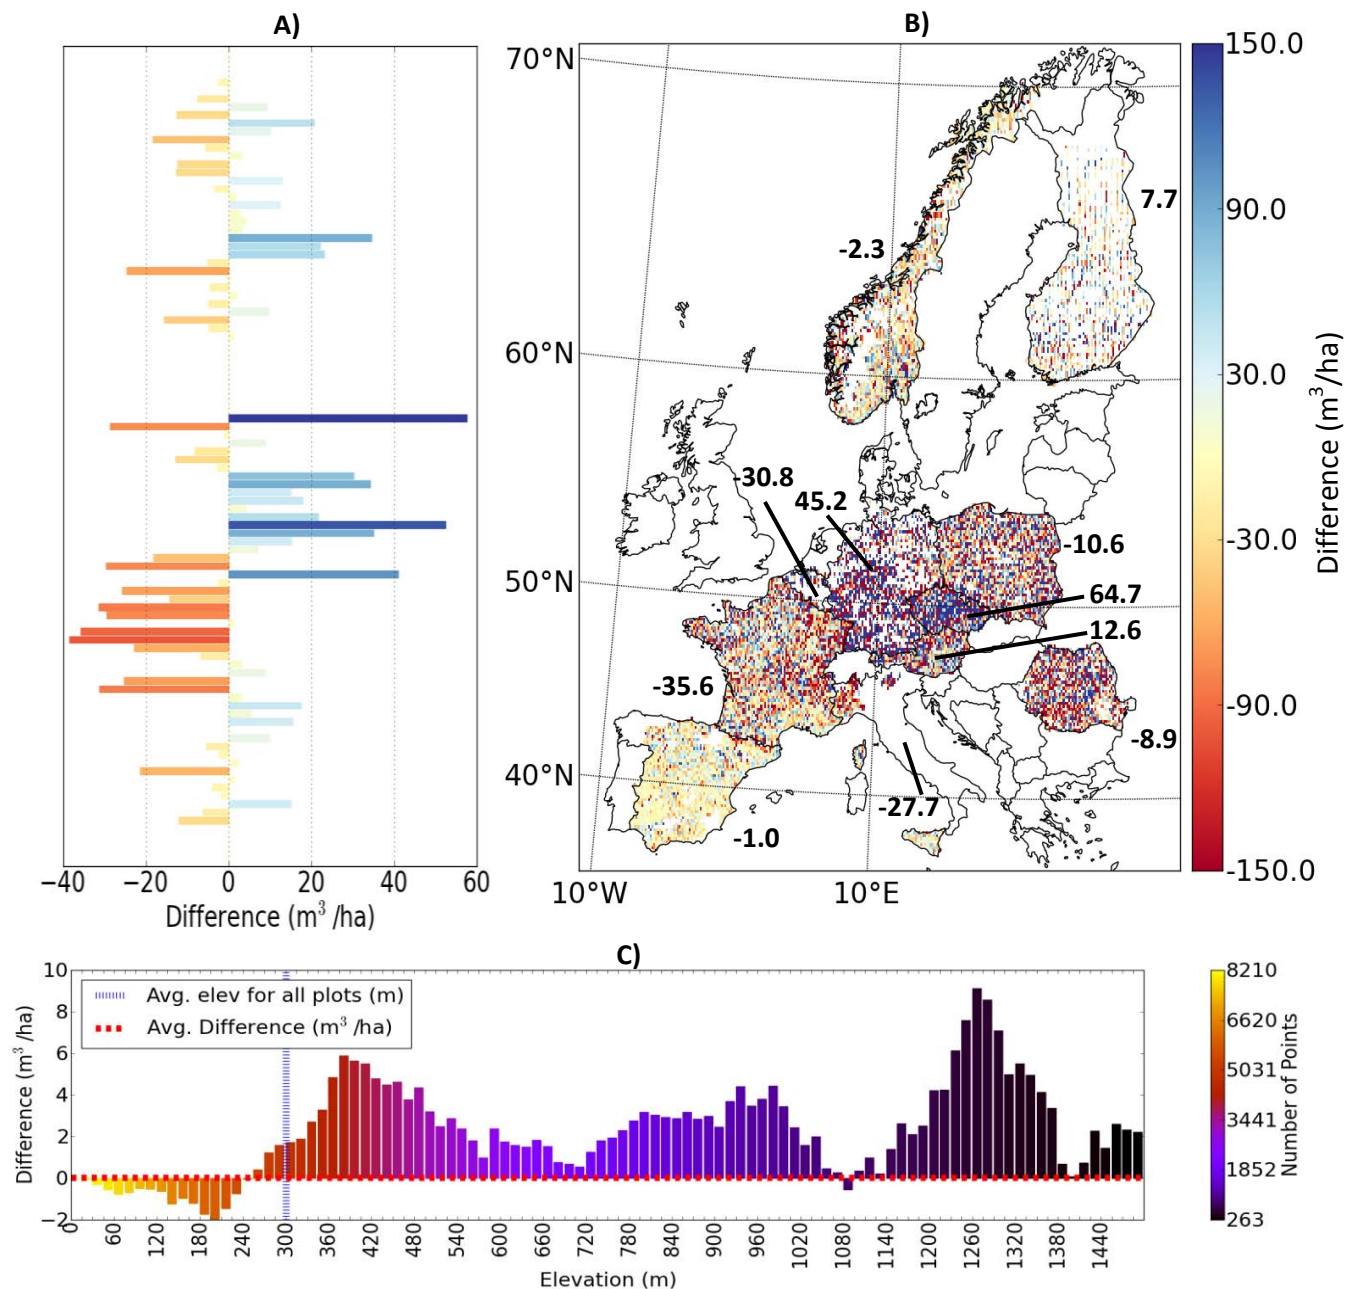 A)
B)
70°N
60°N
50°N
40°N
10°W
10°E
7.7
-2.3
-30.8
45.2
-10.6
64.7
12.6
-35.6
-8.9
-27.7
-1.0
150.0
90.0
30.0
-30.0
-90.0
-150.0
Difference (m³/ha)
−40 −20 0 20 40 60
Difference (m³/ha)
C)
10
8
6
4
2
0
−2
Difference (m³/ha)
Avg. elev for all plots (m)
Avg. Difference (m³/ha)
0 60 120 180 240 300 360 420 480 540 600 660 720 780 840 900 960 1020 1080 1140 1200 1260 1320 1380 1440
Elevation (m)
8210
6620
5031
3441
1852
263
Number of Points